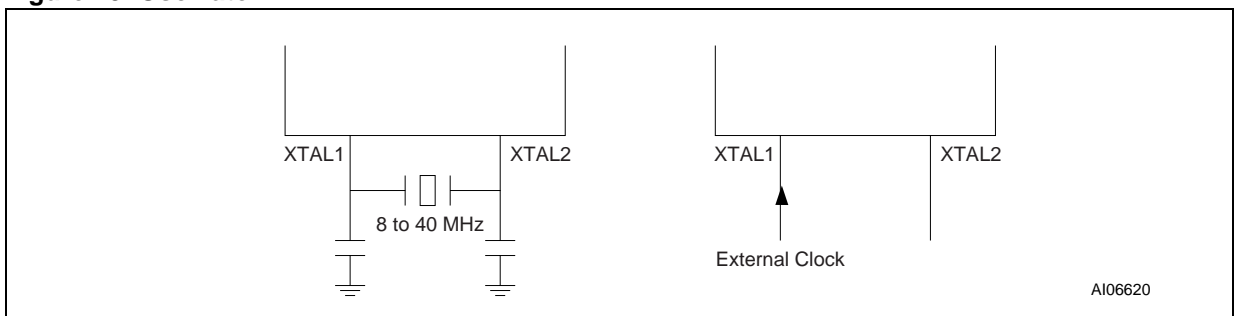 XTAL1
XTAL2
8 to 40 MHz
XTAL1
XTAL2
External Clock
AI06620